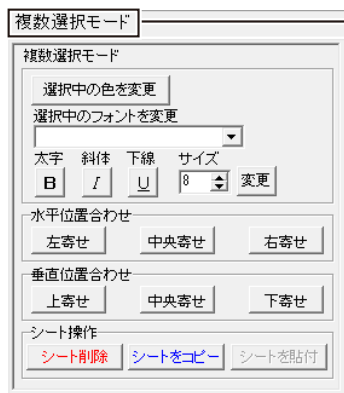 複数選択モード
複数選択モード
選択中の色を変更
選択中のフォントを変更
太字 斜体 下線 サイズ
B I U 8 変更
水平位置合わせ
左寄せ 中央寄せ 右寄せ
垂直位置合わせ
上寄せ 中央寄せ 下寄せ
シート操作
シート削除 シートをコピー シートを貼付